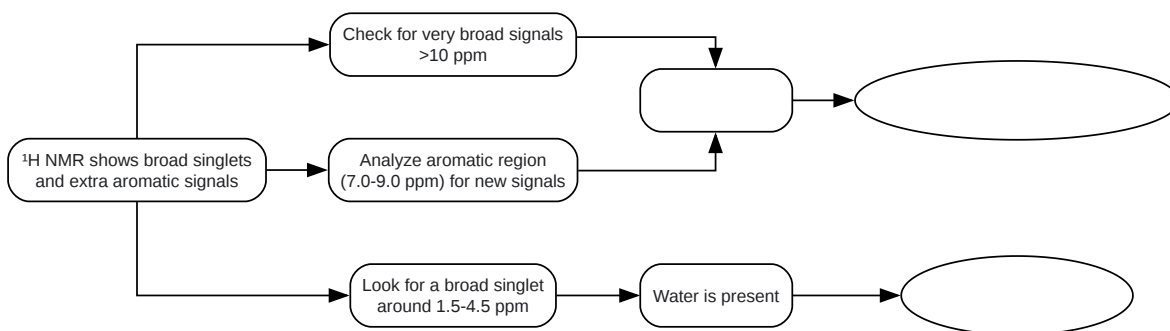 Check for very broad signals
>10 ppm
¹H NMR shows broad singlets
and extra aromatic signals
Analyze aromatic region
(7.0-9.0 ppm) for new signals
Look for a broad singlet
around 1.5-4.5 ppm
Water is present